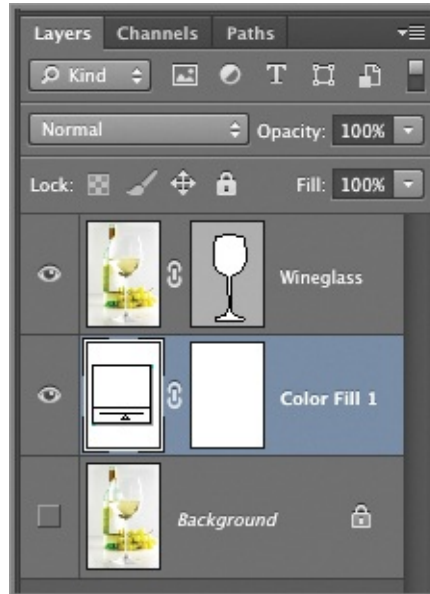 Layers Channels Paths
Kind T
Normal Opacity: 100%
Lock: Fill: 100%
Wineglass
Color Fill 1
Background